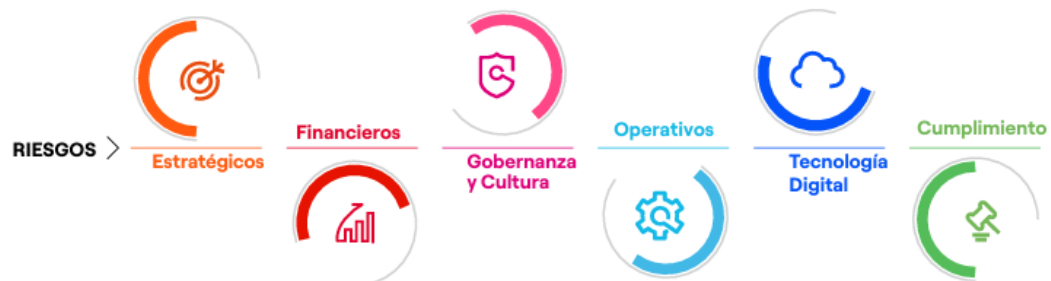 RIESGOS
Estratégicos
Financieros
Gobernanza
y Cultura
Operativos
Tecnología
Digital
Cumplimiento